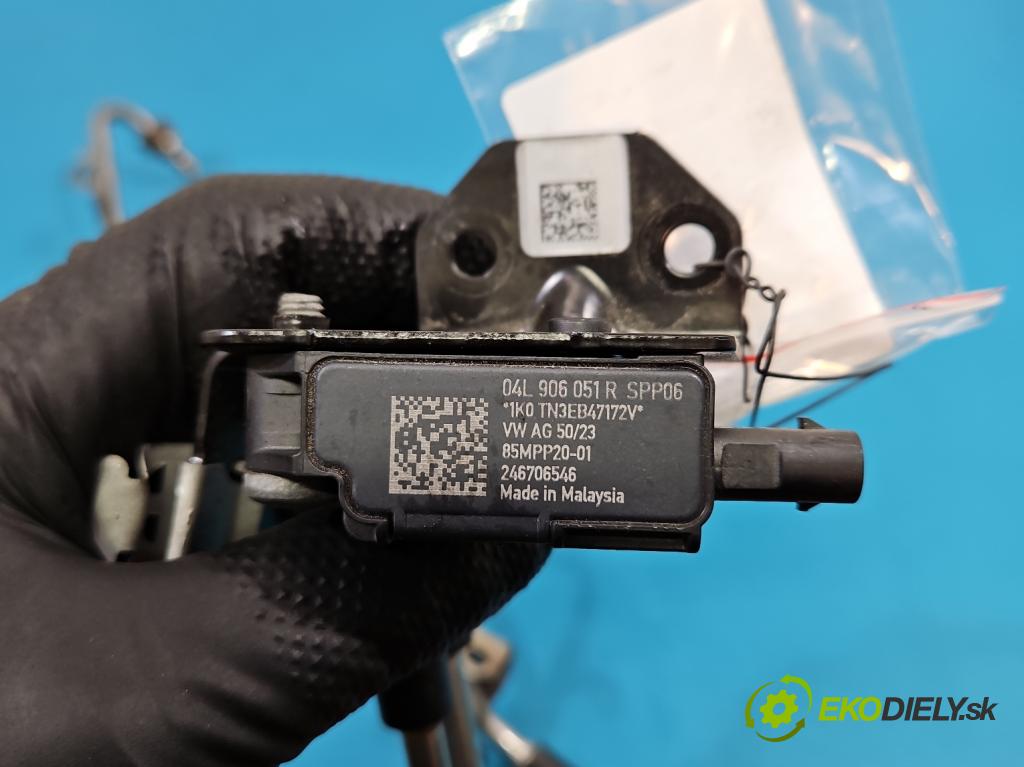 04L 906 051 R SPP06
*1K0 TN3EB47172V*
VW AG 50/23
85MPP20-01
246706546
Made in Malaysia
EKODIELY.sk